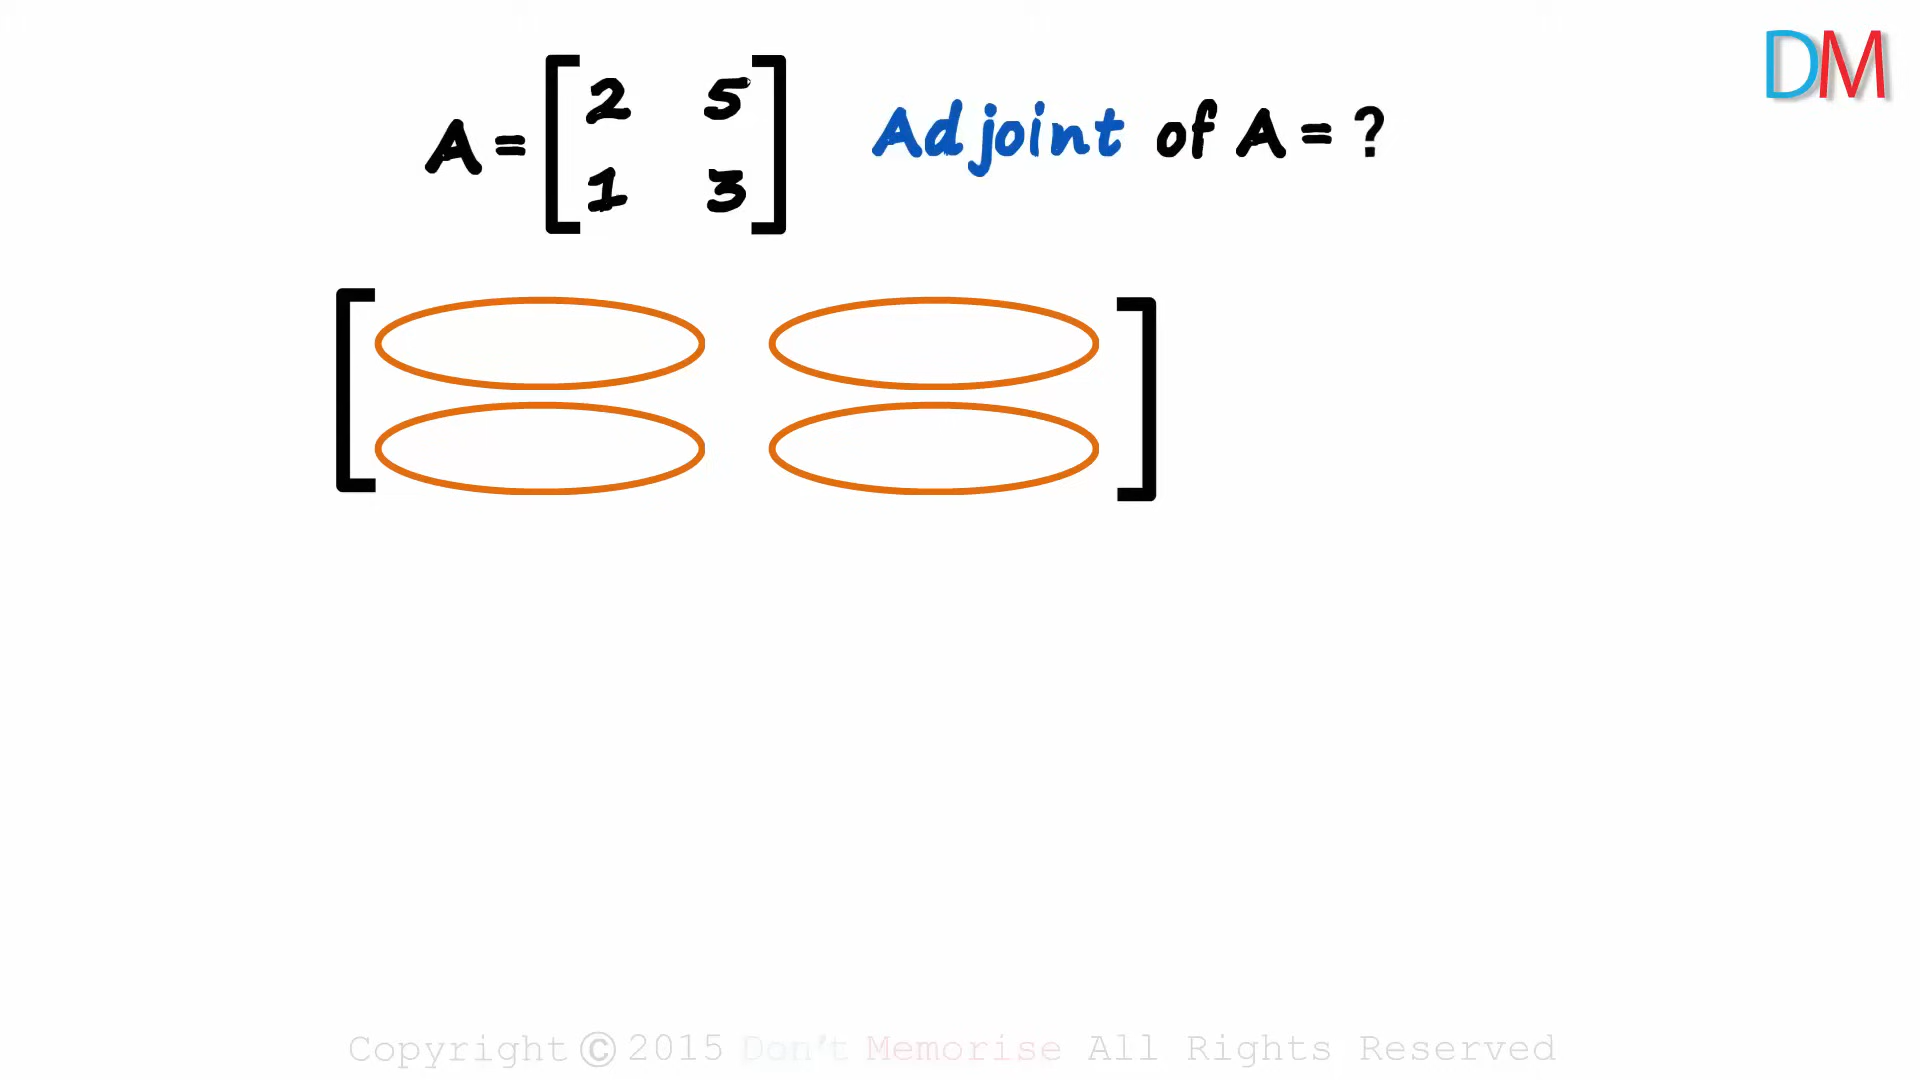 DM
A = [2 5
1 3] Adjoint of A = ?
Copyright © 2015 Don't Memorise All Rights Reserved